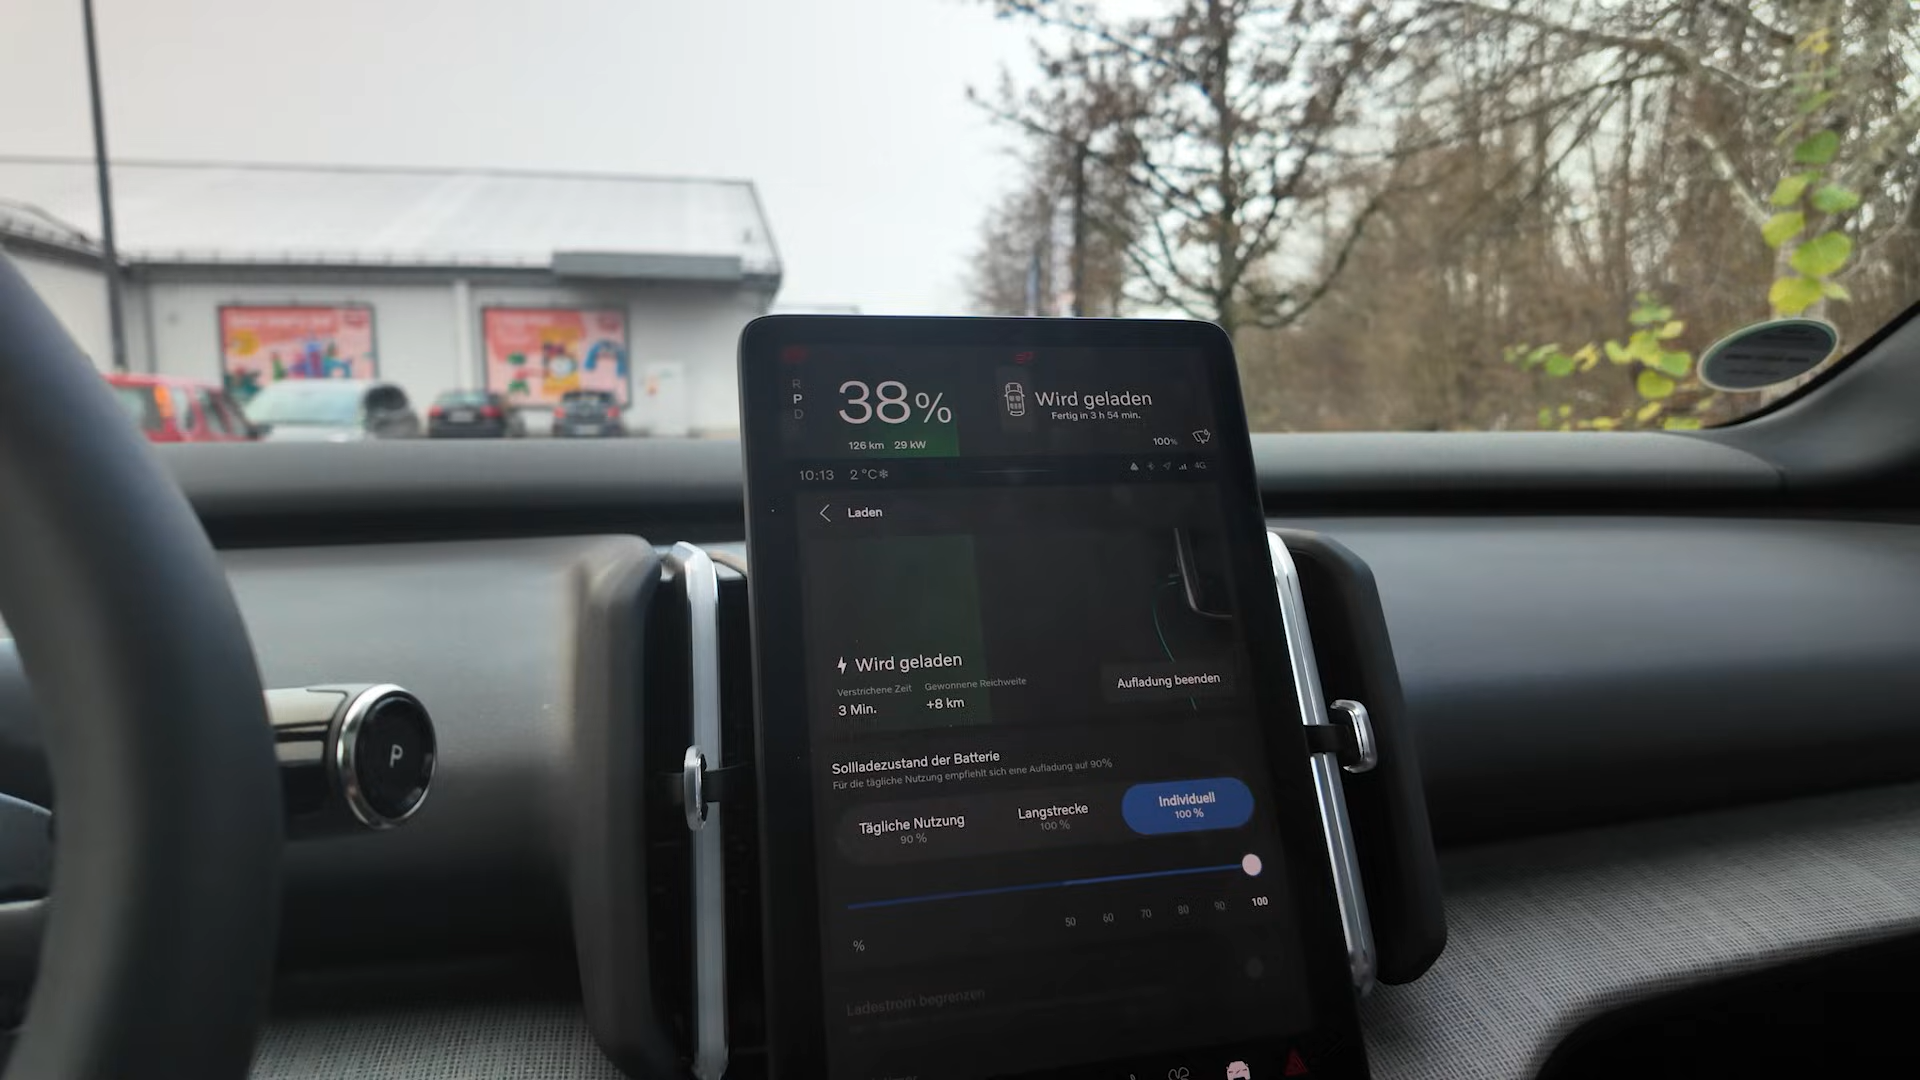 R
P
D
38%
126 km 29 kW
Wird geladen
Fertig in 3 h 54 min.
100%
10:13 2 °C
4G
Laden
Wird geladen
Verstrichene Zeit Gewonnene Reichweite
3 Min. +8 km
Aufladung beenden
Sollladezustand der Batterie
Für die tägliche Nutzung empfiehlt sich eine Aufladung auf 90%
Tägliche Nutzung
90 %
Langstrecke
100 %
Individuell
100 %
50 60 70 80 90 100
%
Ladestrom begrenzen
P